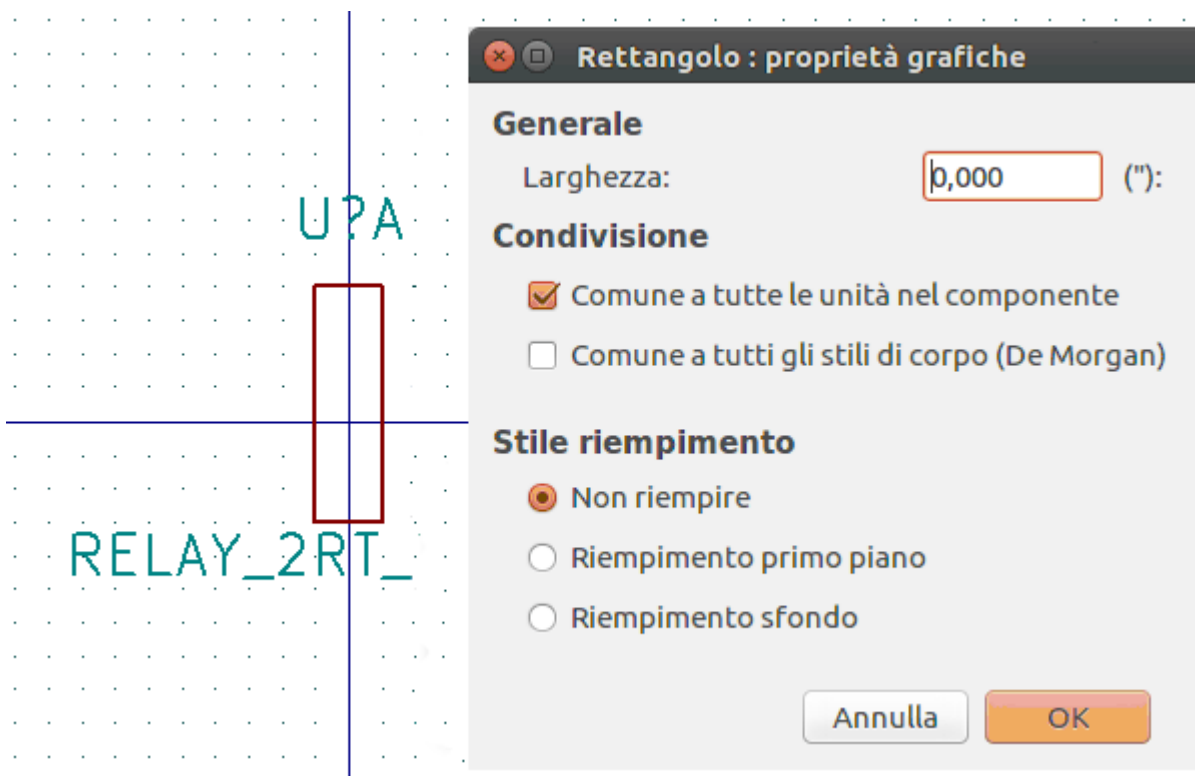 U?A
RELAY_2RT_
Rettangolo : proprietà grafiche
Generale
Larghezza: 0,000 ("):
Condivisione
Comune a tutte le unità nel componente
Comune a tutti gli stili di corpo (De Morgan)
Stile riempimento
Non riempire
Riempimento primo piano
Riempimento sfondo
Annulla OK